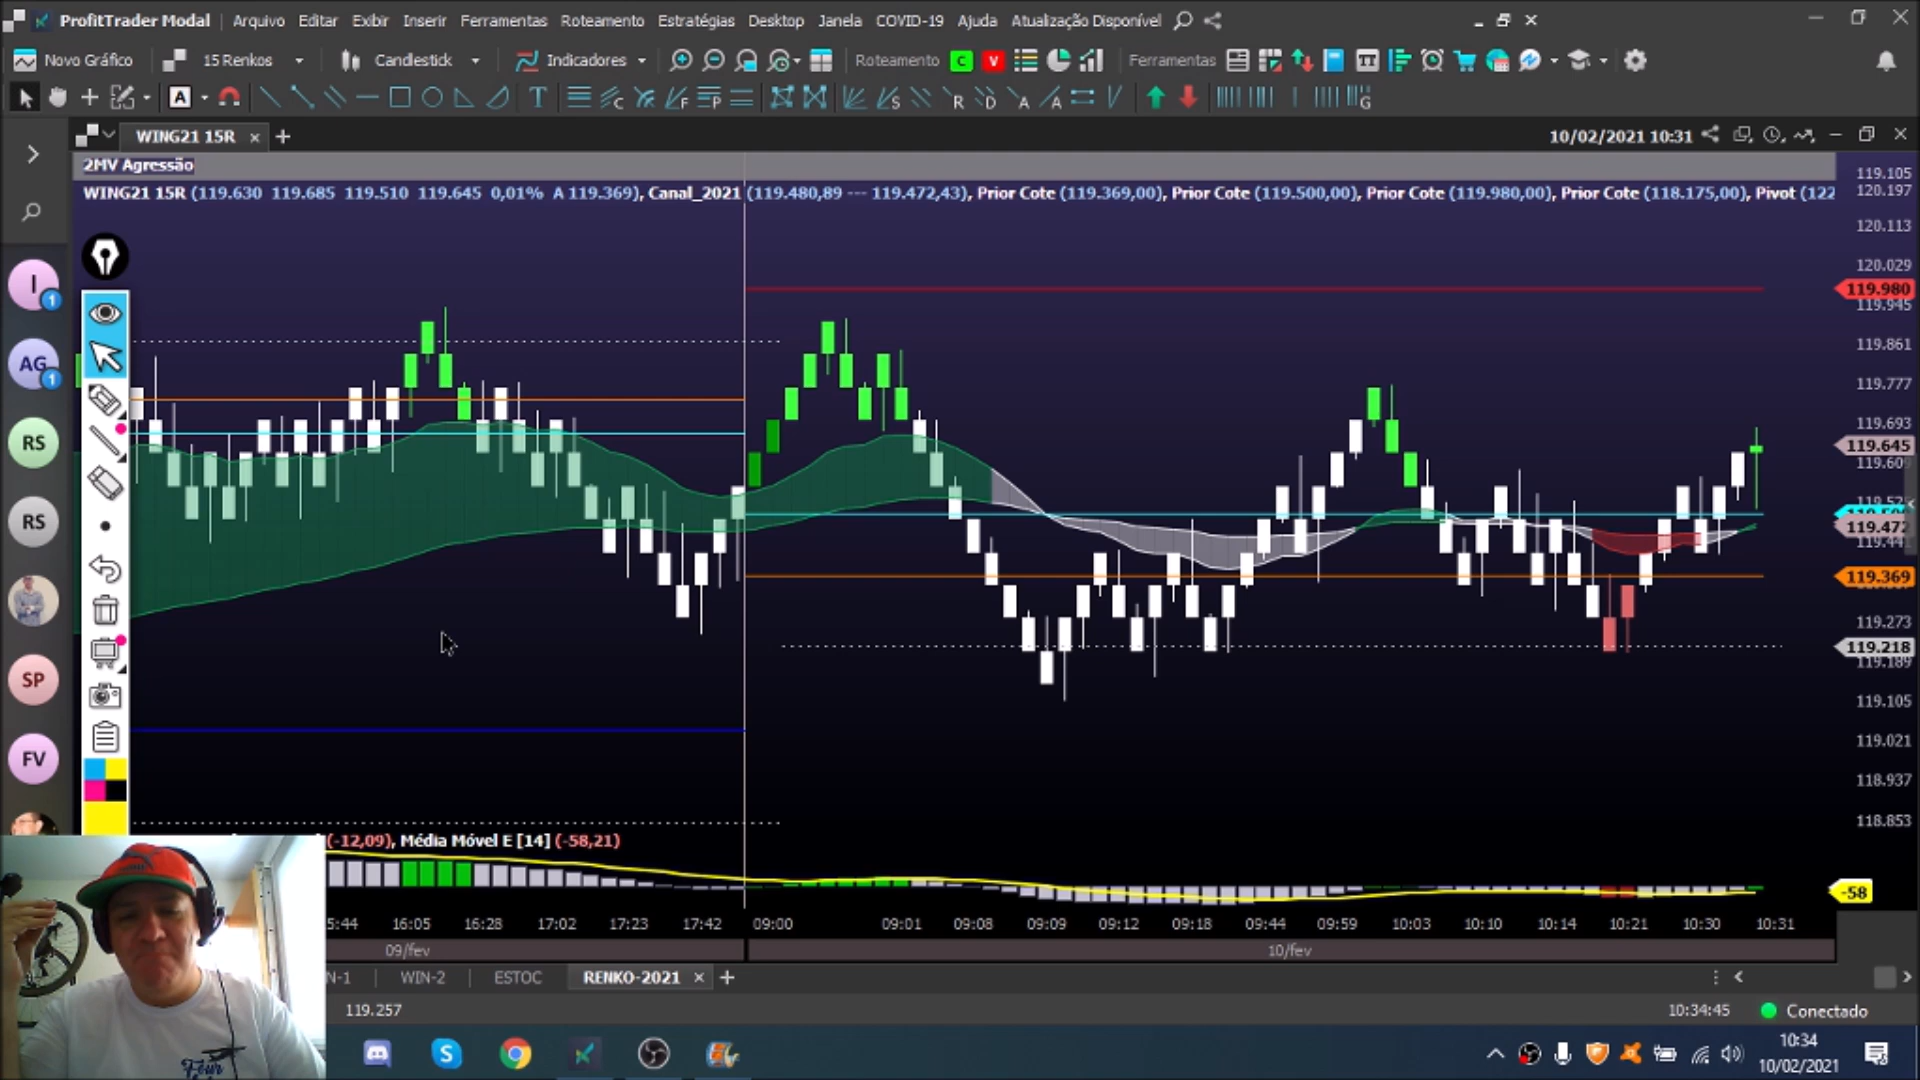 ProfitTrader Modal Arquivo Editar Exibir Inserir Ferramentas Roteamento Estratégias Desktop Janela COVID-19 Ajuda Atualização Disponível
Novo Gráfico 15 Renkos Candlestick Indicadores Roteamento C V Ferramentas
WING21 15R
10/02/2021 10:31
2MV Agressão
WING21 15R (119.630 119.685 119.510 119.645 0,01% A 119.369), Canal_2021 (119.480,89 --- 119.472,43), Prior Cote (119.369,00), Prior Cote (119.500,00), Prior Cote (119.980,00), Prior Cote (118.175,00), Pivot (122
119.105
120.197
120.113
120.029
119.980
119.945
119.861
119.777
119.693
119.645
119.609
119.472
119.369
119.273
119.218
119.189
119.105
119.021
118.937
118.853
I 1
AG 1
RS
RS
SP
FV
(-12,09), Média Móvel E [14] (-58,21)
-58
5:44 16:05 16:28 17:02 17:23 17:42 09:00 09:01 09:08 09:09 09:12 09:18 09:44 09:59 10:03 10:10 10:14 10:21 10:30 10:31
09/fev 10/fev
N-1 WIN-2 ESTOC RENKO-2021
119.257 10:34:45 Conectado
10:34
10/02/2021
Four